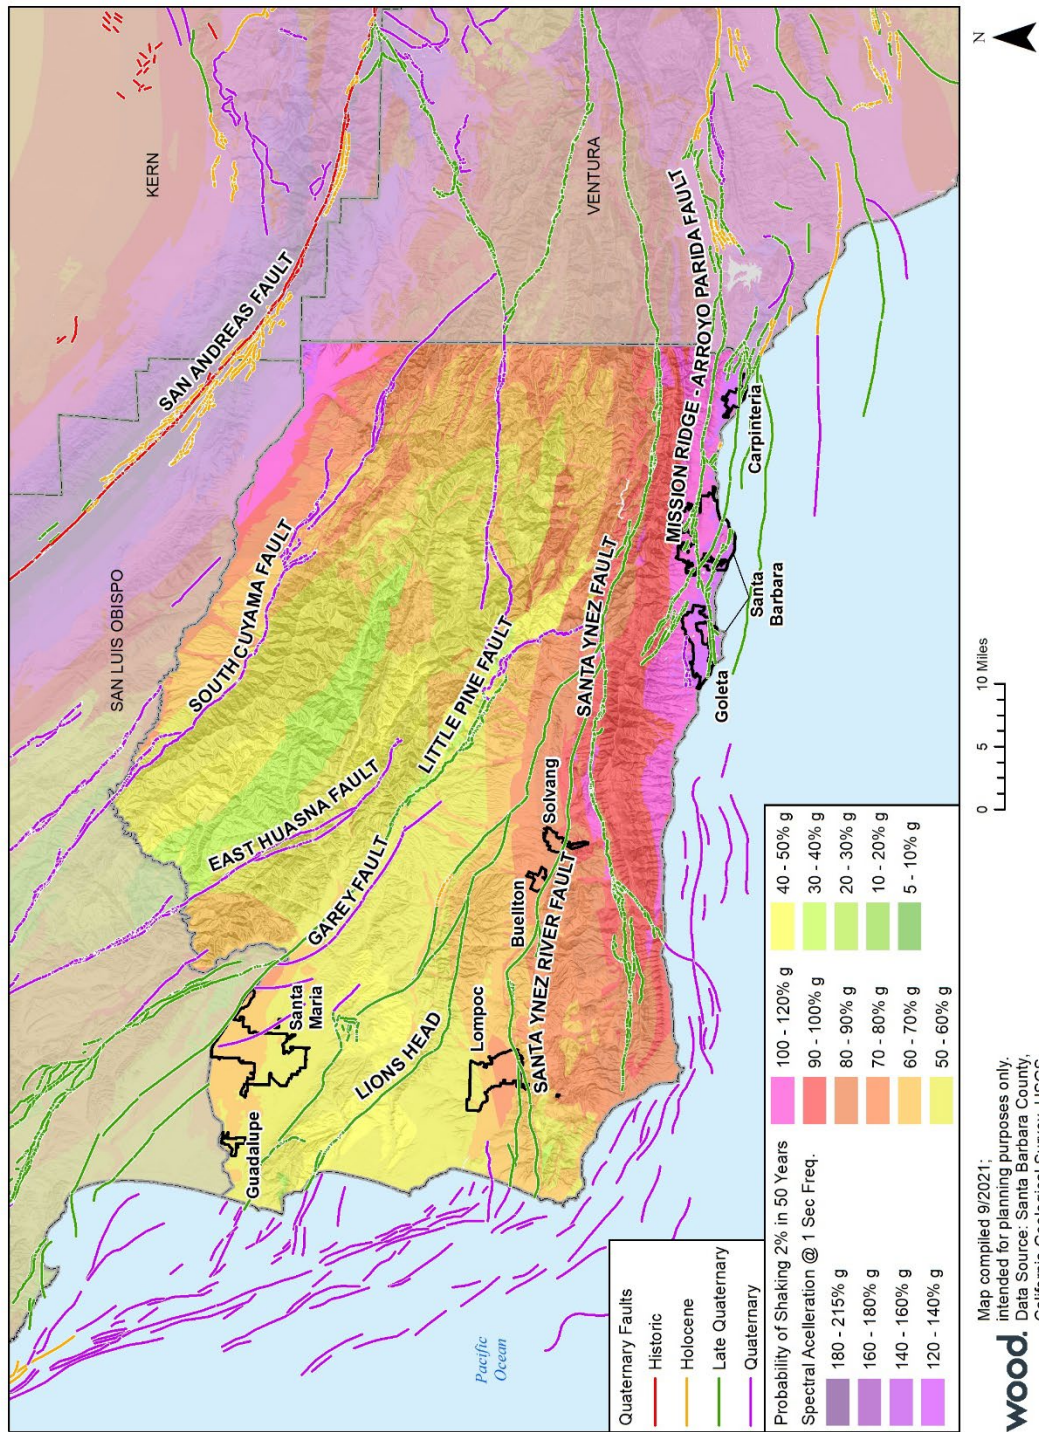 KERN
SAN LUIS OBISPO
VENTURA
SAN ANDREAS FAULT
SOUTH CUYAMA FAULT
EAST HUASNA FAULT
GAREY FAULT
LITTLE PINE FAULT
LIONS HEAD
SANTA YNEZ RIVER FAULT
SANTA YNEZ FAULT
MISSION RIDGE - ARROYO PARIDA FAULT
Guadalupe
Santa
Maria
Lompoc
Buellton
Solvang
Goleta
Santa
Barbara
Carpinteria
Pacific
Ocean
Quaternary Faults
Historic
Holocene
Late Quaternary
Quaternary
Probability of Shaking 2% in 50 Years
Spectral Acelleration @ 1 Sec Freq.
180 - 215% g
160 - 180% g
140 - 160% g
120 - 140% g
100 - 120% g
90 - 100% g
80 - 90% g
70 - 80% g
60 - 70% g
50 - 60% g
40 - 50% g
30 - 40% g
20 - 30% g
10 - 20% g
5 - 10% g
0 5 10 Miles
N
wood.
Map compiled 9/2021;
intended for planning purposes only.
Data Source: Santa Barbara County,
California Geological Survey, USGS